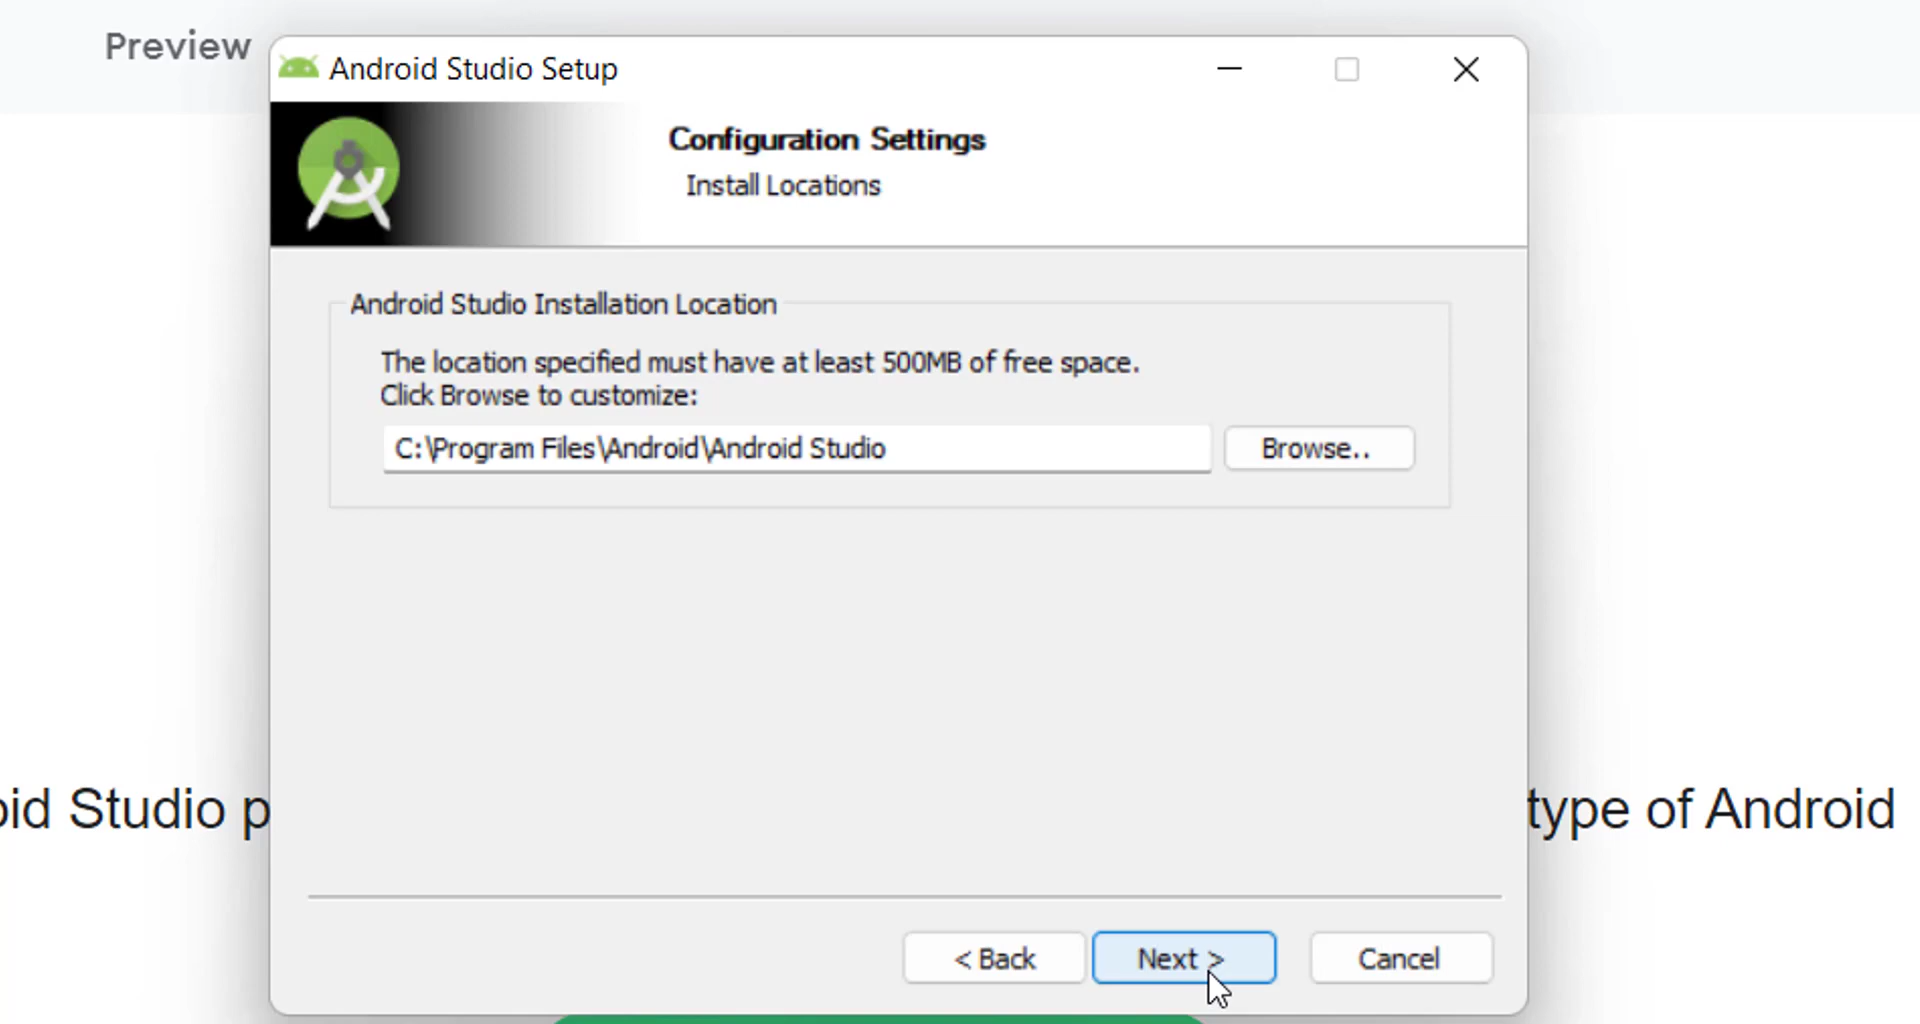 Preview
Android Studio Setup
Configuration Settings
Install Locations
Android Studio Installation Location
The location specified must have at least 500MB of free space.
Click Browse to customize:
C:\Program Files\Android\Android Studio
Browse..
oid Studio p
type of Android
< Back
Next >
Cancel